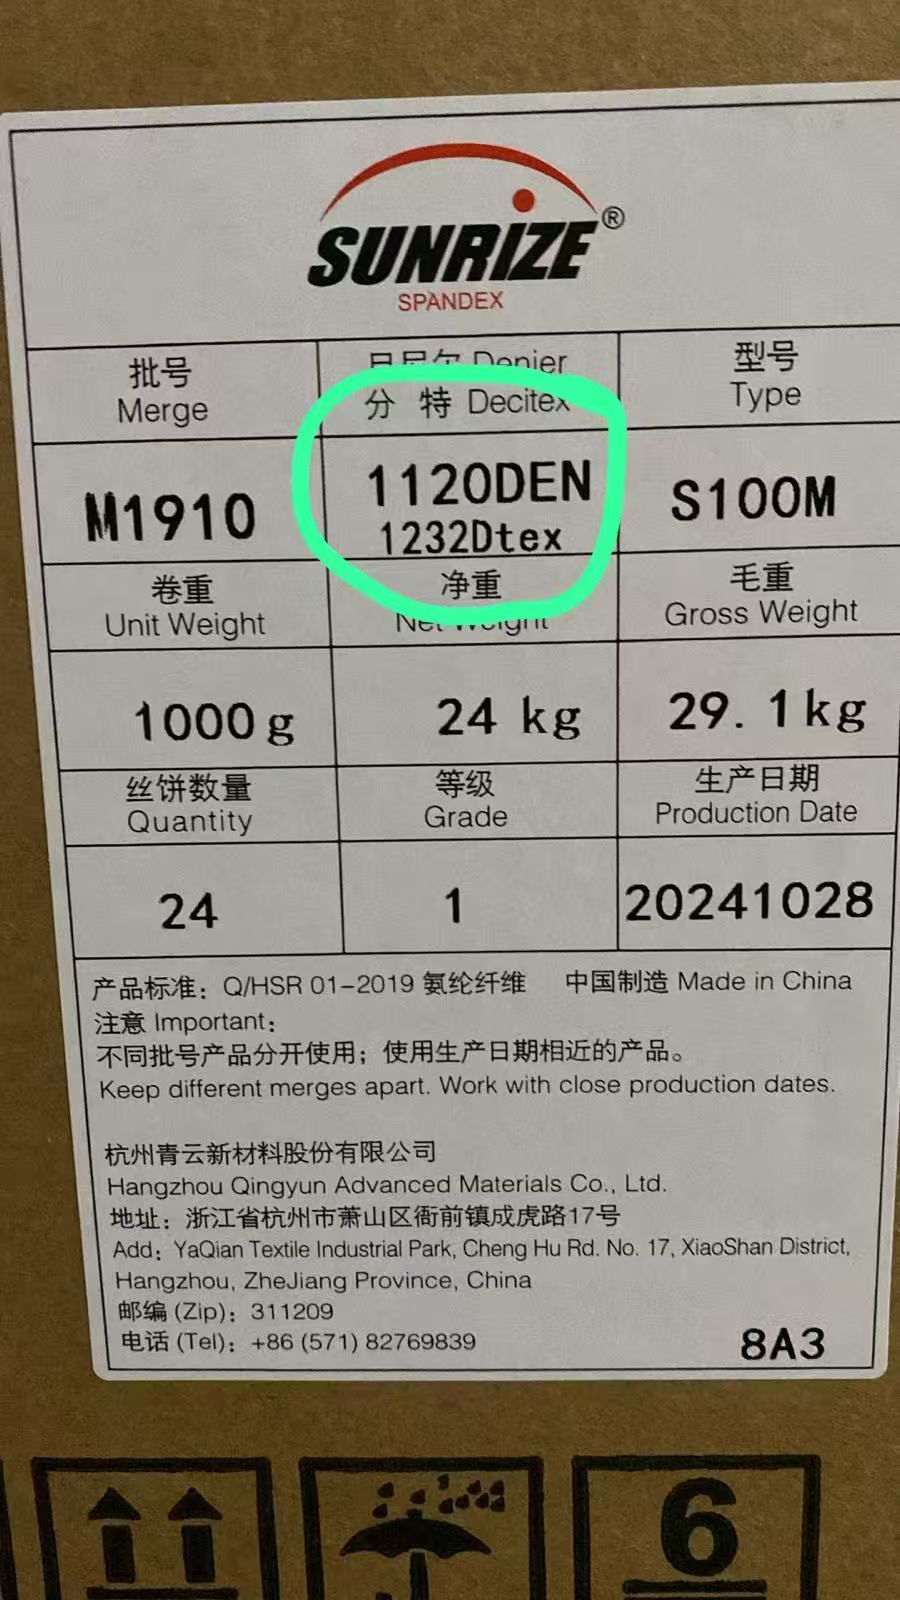 SUNRIZE®
SPANDEX
批号
Merge
旦尼尔 Denier
分 特 Decitex
型号
Type
M1910
1120DEN
1232Dtex
S100M
卷重
Unit Weight
净重
Net Weight
毛重
Gross Weight
1000g
24 kg
29.1kg
丝饼数量
Quantity
等级
Grade
生产日期
Production Date
24
1
20241028
产品标准：Q/HSR 01-2019 氨纶纤维 中国制造 Made in China
注意 Important：
不同批号产品分开使用；使用生产日期相近的产品。
Keep different merges apart. Work with close production dates.
杭州青云新材料股份有限公司
Hangzhou Qingyun Advanced Materials Co., Ltd.
地址：浙江省杭州市萧山区衙前镇成虎路17号
Add：YaQian Textile Industrial Park, Cheng Hu Rd. No. 17, XiaoShan District,
Hangzhou, ZheJiang Province, China
邮编 (Zip)：311209
电话 (Tel)：+86 (571) 82769839
8A3
6